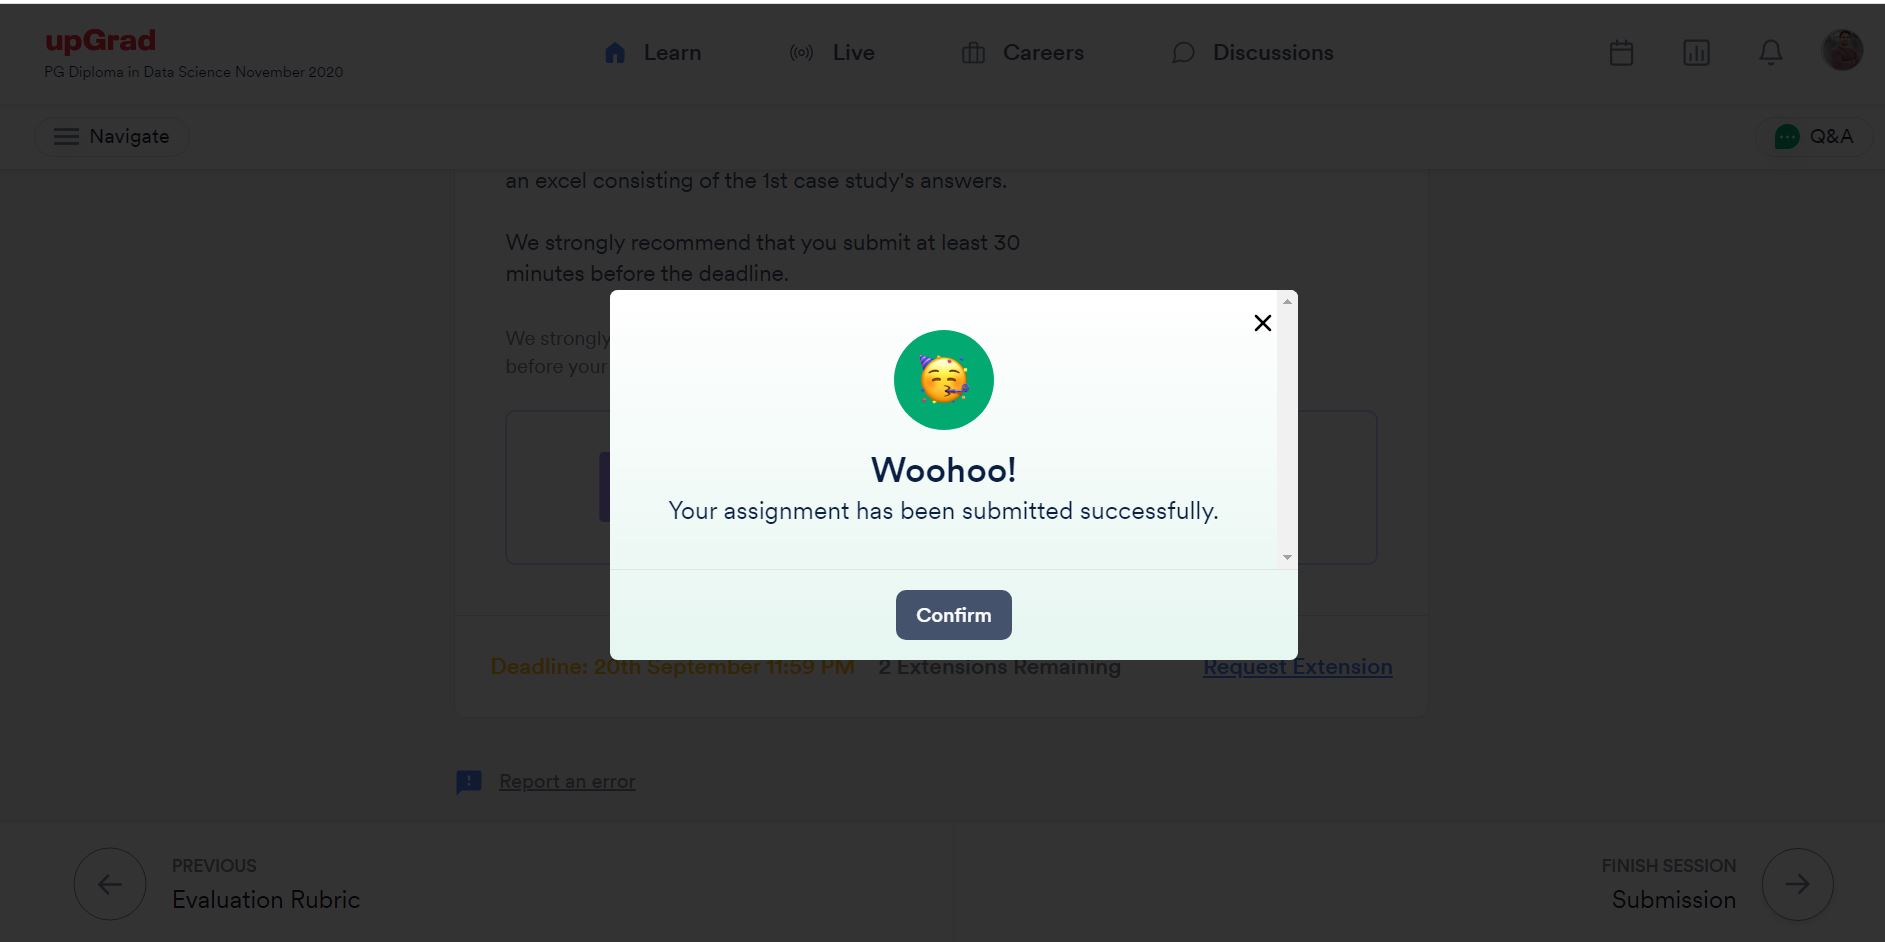 upGrad
PG Diploma in Data Science November 2020
Learn
Live
Careers
Discussions
Navigate
Q&A
an excel consisting of the 1st case study's answers.
We strongly recommend that you submit at least 30
minutes before the deadline.
We strongly
before your
Woohoo!
Your assignment has been submitted successfully.
Confirm
Deadline: 20th September 11:59 PM
2 Extensions Remaining
Request Extension
Report an error
PREVIOUS
Evaluation Rubric
FINISH SESSION
Submission